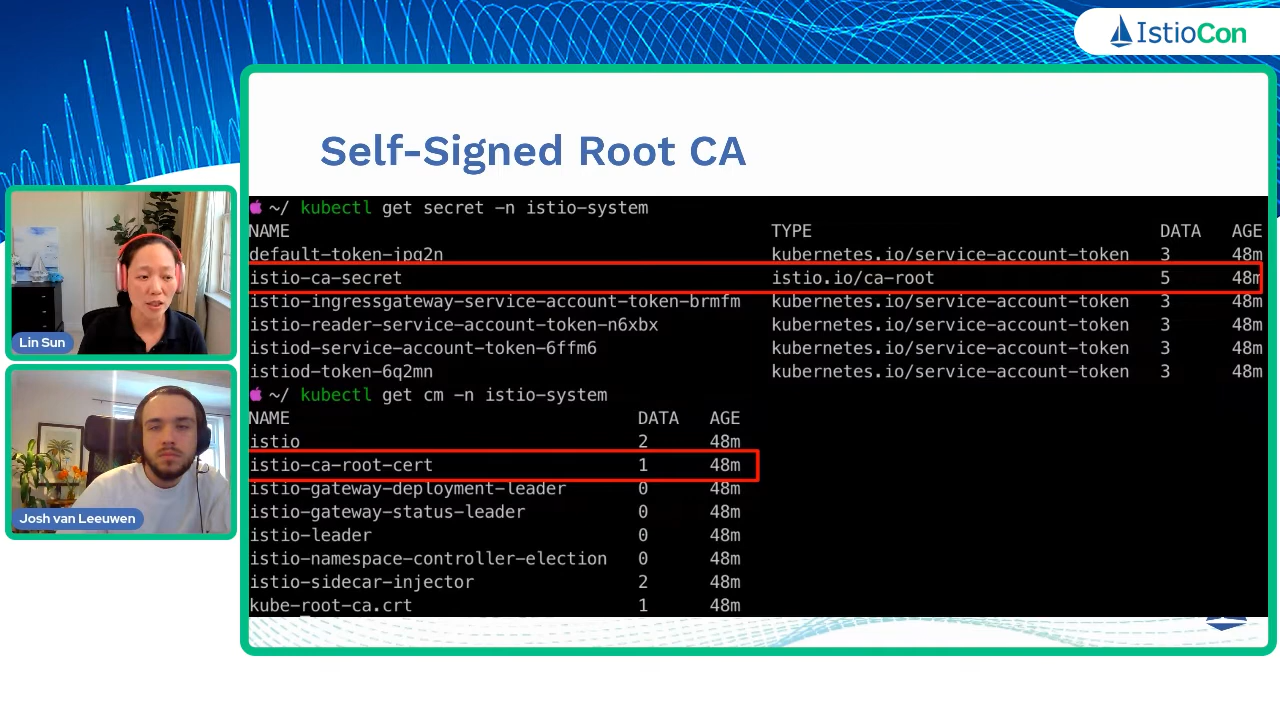 IstioCon
Self-Signed Root CA
~/ kubectl get secret -n istio-system
NAME TYPE DATA AGE
default-token-jpq2n kubernetes.io/service-account-token 3 48m
istio-ca-secret istio.io/ca-root 5 48m
istio-ingressgateway-service-account-token-brmfm kubernetes.io/service-account-token 3 48m
istio-reader-service-account-token-n6xbx kubernetes.io/service-account-token 3 48m
istiod-service-account-token-6ffm6 kubernetes.io/service-account-token 3 48m
istiod-token-6q2mn kubernetes.io/service-account-token 3 48m
~/ kubectl get cm -n istio-system
NAME DATA AGE
istio 2 48m
istio-ca-root-cert 1 48m
istio-gateway-deployment-leader 0 48m
istio-gateway-status-leader 0 48m
istio-leader 0 48m
istio-namespace-controller-election 0 48m
istio-sidecar-injector 2 48m
kube-root-ca.crt 1 48m
Lin Sun
Josh van Leeuwen